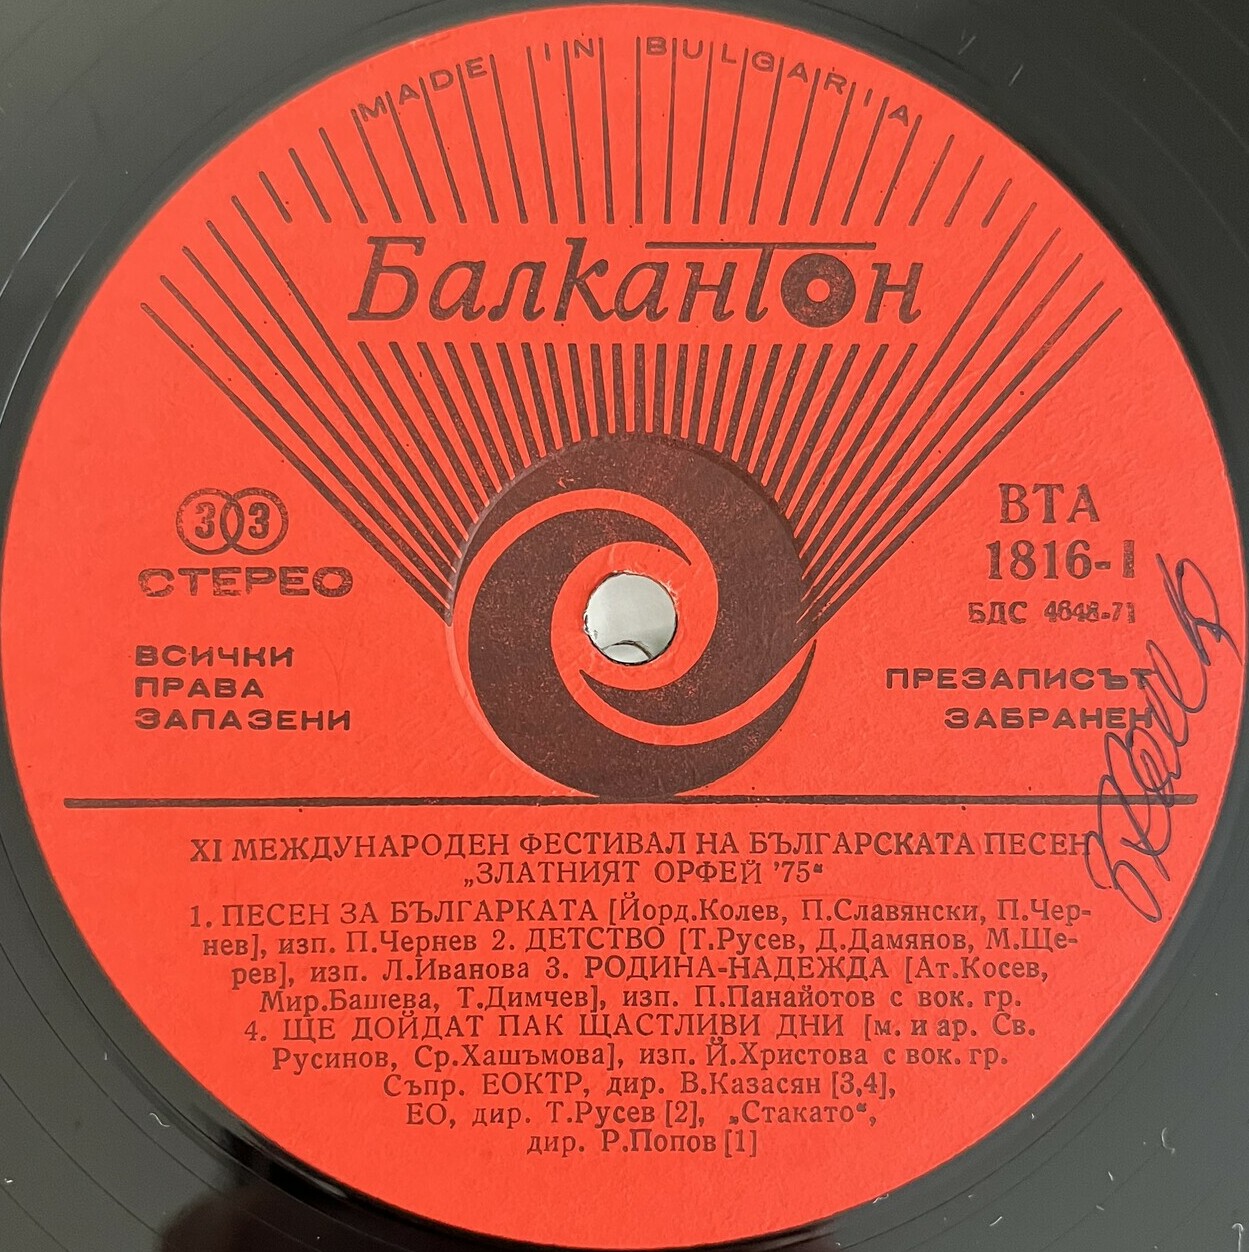 MADE IN BULGARIA
Балкантон
33
СТЕРЕО
ВСИЧКИ
ПРАВА
ЗАПАЗЕНИ
ВТА
1816-I
БДС 4848-71
ПРЕЗАПИСЪТ
ЗАБРАНЕН
XI МЕЖДУНАРОДЕН ФЕСТИВАЛ НА БЪЛГАРСКАТА ПЕСЕН
„ЗЛАТНИЯТ ОРФЕЙ '75“
1. ПЕСЕН ЗА БЪЛГАРКАТА [Йорд.Колев, П.Славянски, П.Чер-
нев], изп. П.Чернев 2. ДЕТСТВО [Т.Русев, Д.Дамянов, М.Ще-
рев], изп. Л.Иванова 3. РОДИНА-НАДЕЖДА [Ат.Косев,
Мир.Башева, Т.Димчев], изп. П.Панайотов с вок. гр.
4. ЩЕ ДОЙДАТ ПАК ЩАСТЛИВИ ДНИ [м. и ар. Св.
Русинов, Ср.Хашъмова], изп. Й.Христова с вок. гр.
Съпр. ЕОКТР, дир. В.Казасян [3,4],
ЕО, дир. Т.Русев [2], „Стакато“,
дир. Р.Попов [1]